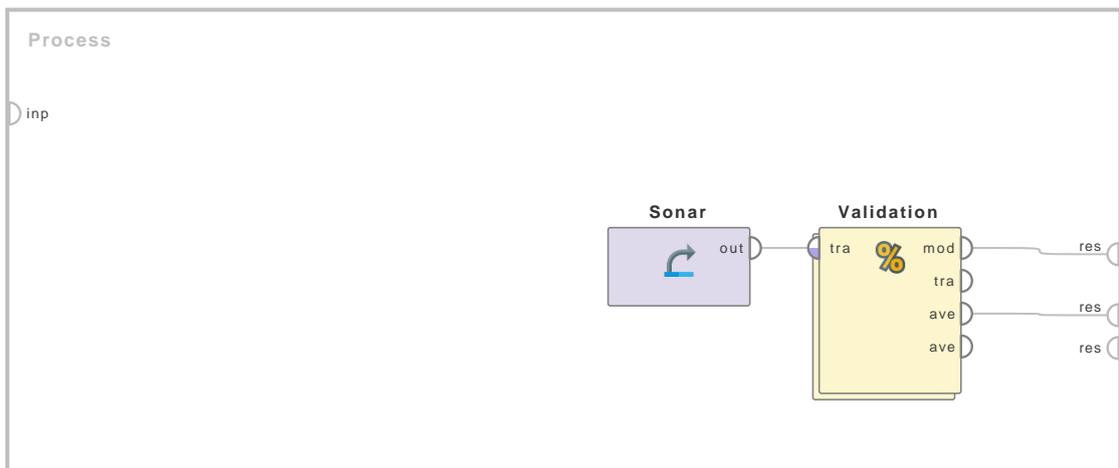 Process
inp
Sonar
Validation
out
tra
mod
res
tra
ave
res
ave
res